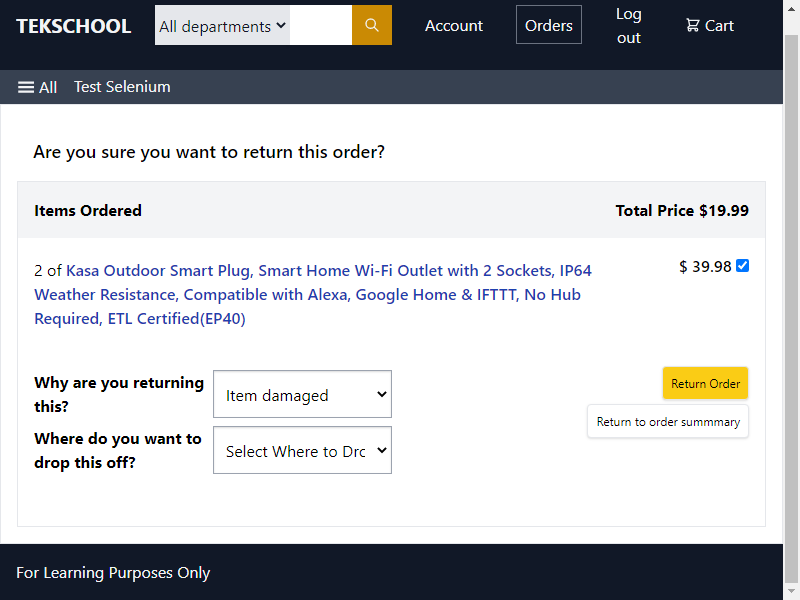 TEKSCHOOL All departments Account Orders Log out Cart
All Test Selenium
Are you sure you want to return this order?
Items Ordered Total Price $19.99
2 of Kasa Outdoor Smart Plug, Smart Home Wi-Fi Outlet with 2 Sockets, IP64 $ 39.98
Weather Resistance, Compatible with Alexa, Google Home & IFTTT, No Hub
Required, ETL Certified(EP40)
Why are you returning this? Item damaged Return Order
Return to order summmary
Where do you want to drop this off? Select Where to
For Learning Purposes Only